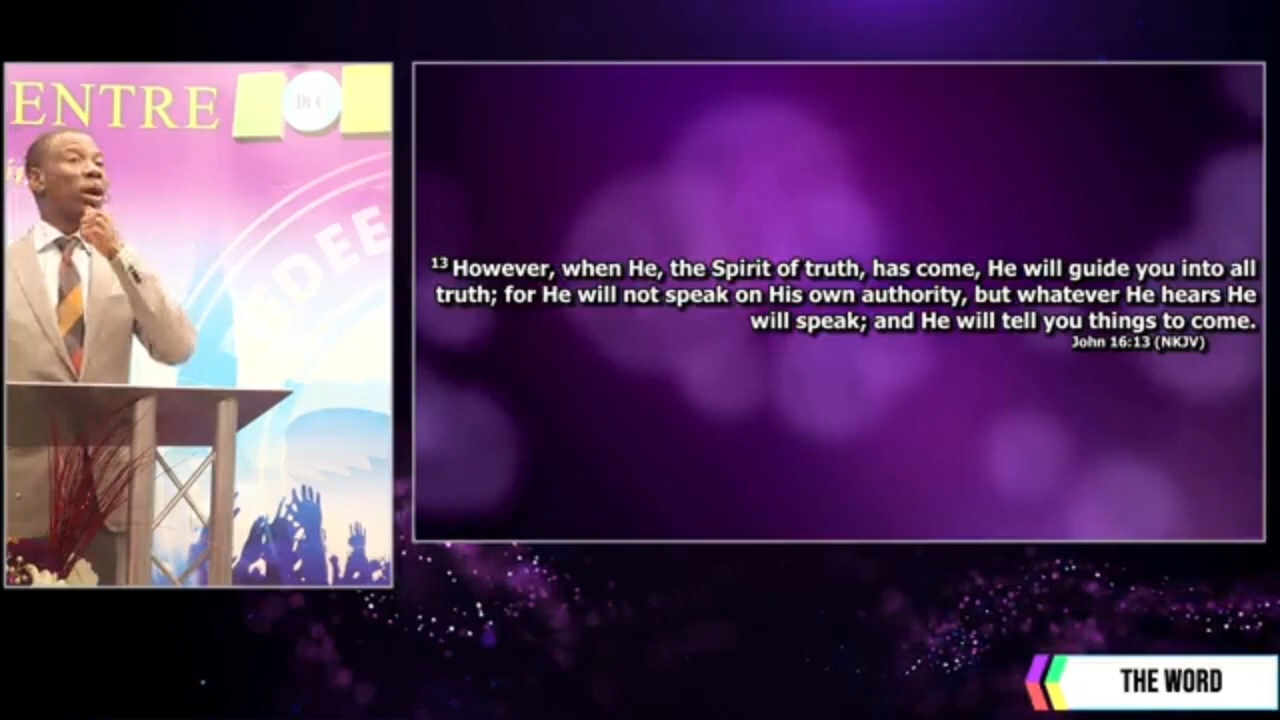 ENTRE
DEE
13 However, when He, the Spirit of truth, has come, He will guide you into all
truth; for He will not speak on His own authority, but whatever He hears He
will speak; and He will tell you things to come.
John 16:13 (NKJV)
THE WORD